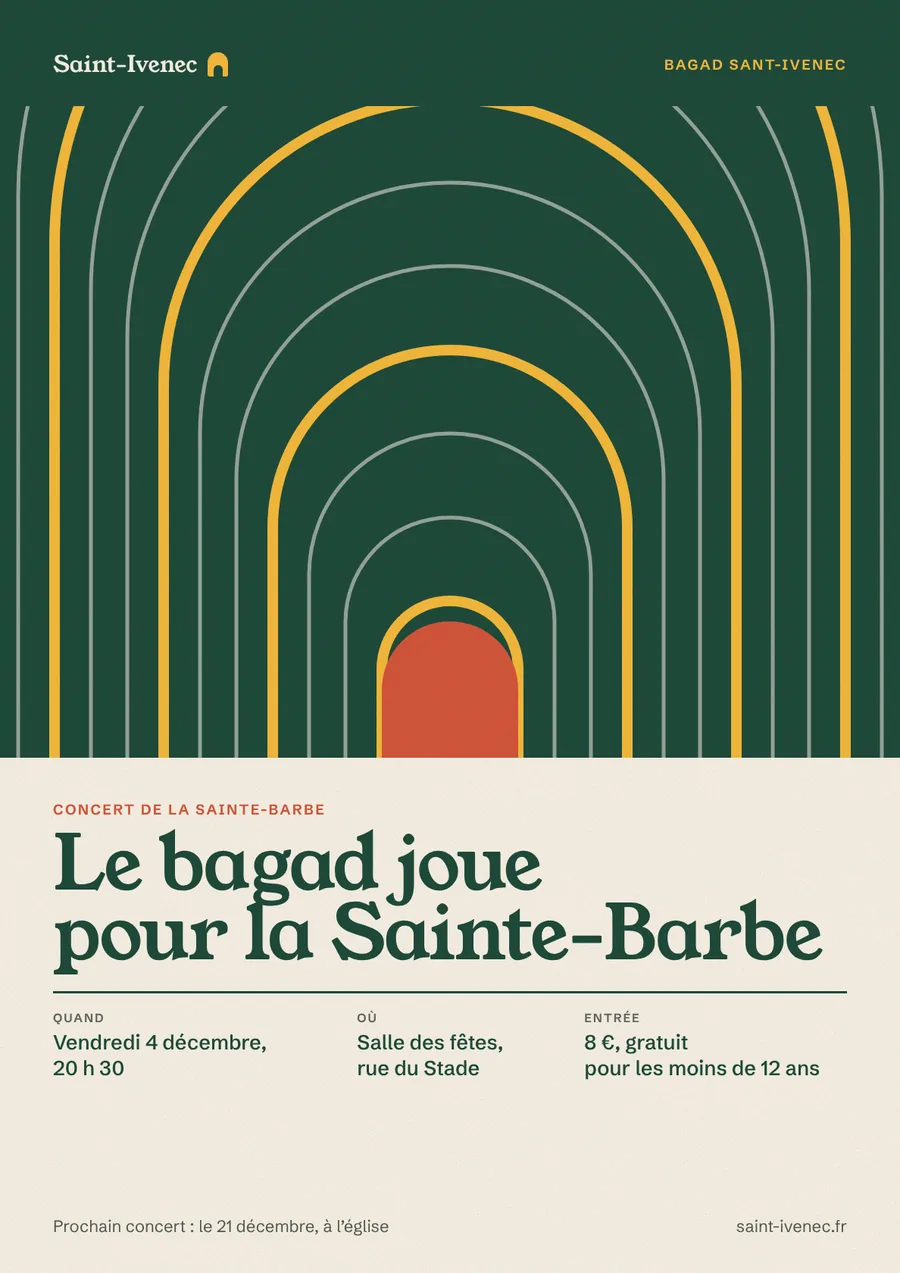 Saint-Ivenec
BAGAD SANT-IVENEC
CONCERT DE LA SAINTE-BARBE
Le bagad joue
pour la Sainte-Barbe
QUAND
Vendredi 4 décembre,
20 h 30
OÙ
Salle des fêtes,
rue du Stade
ENTRÉE
8 €, gratuit
pour les moins de 12 ans
Prochain concert : le 21 décembre, à l’église
saint-ivenec.fr